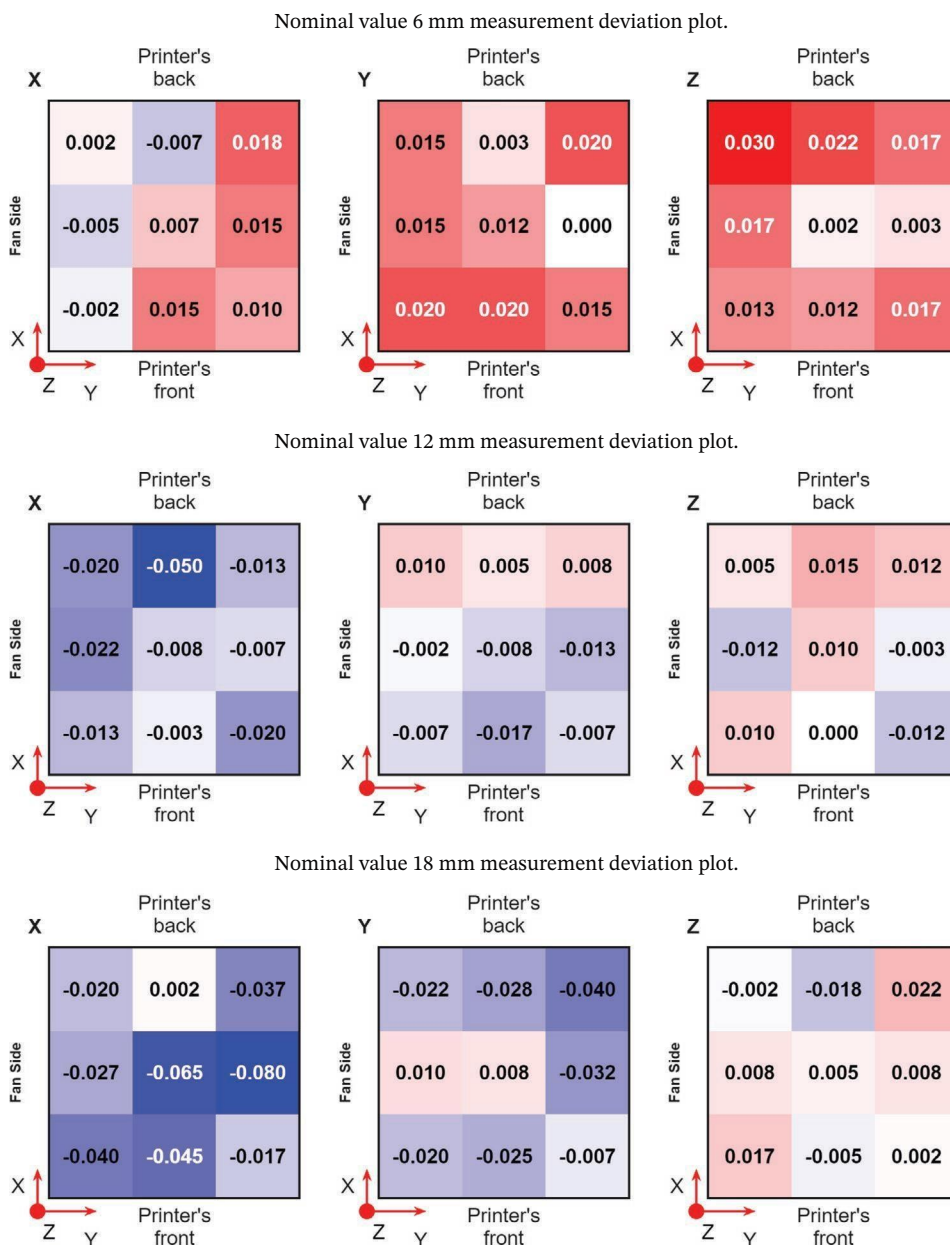 Nominal value 6 mm measurement deviation plot.
X Printer's back Y Printer's back Z Printer's back
Fan Side 0.002 -0.007 0.018 Fan Side 0.015 0.003 0.020 Fan Side 0.030 0.022 0.017
-0.005 0.007 0.015 0.015 0.012 0.000 0.017 0.002 0.003
-0.002 0.015 0.010 0.020 0.020 0.015 0.013 0.012 0.017
X Z Y Printer's front X Z Y Printer's front X Z Y Printer's front
Nominal value 12 mm measurement deviation plot.
X Printer's back Y Printer's back Z Printer's back
Fan Side -0.020 -0.050 -0.013 Fan Side 0.010 0.005 0.008 Fan Side 0.005 0.015 0.012
-0.022 -0.008 -0.007 -0.002 -0.008 -0.013 -0.012 0.010 -0.003
-0.013 -0.003 -0.020 -0.007 -0.017 -0.007 0.010 0.000 -0.012
X Z Y Printer's front X Z Y Printer's front X Z Y Printer's front
Nominal value 18 mm measurement deviation plot.
X Printer's back Y Printer's back Z Printer's back
Fan Side -0.020 0.002 -0.037 Fan Side -0.022 -0.028 -0.040 Fan Side -0.002 -0.018 0.022
-0.027 -0.065 -0.080 0.010 0.008 -0.032 0.008 0.005 0.008
-0.040 -0.045 -0.017 -0.020 -0.025 -0.007 0.017 -0.005 0.002
X Z Y Printer's front X Z Y Printer's front X Z Y Printer's front